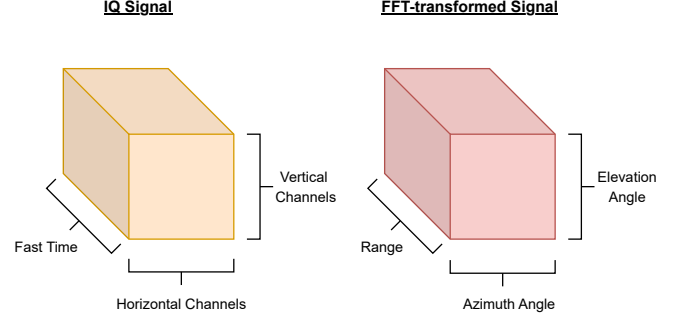 IQ Signal
FFT-transformed Signal
Vertical
Channels
Fast Time
Horizontal Channels
Elevation
Angle
Range
Azimuth Angle